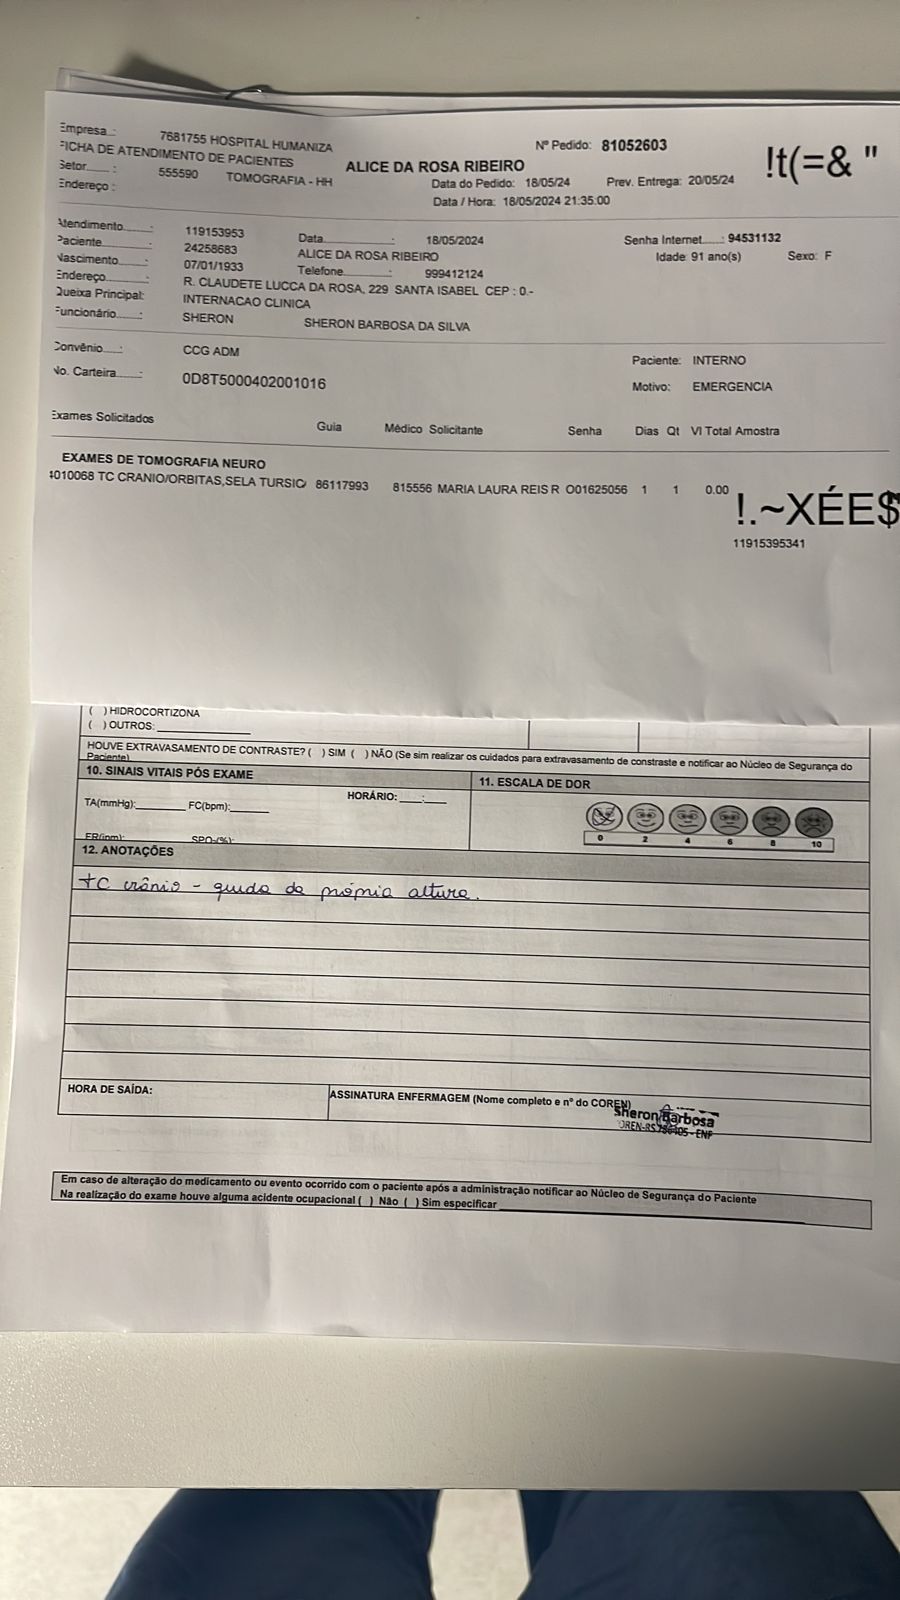 Empresa..: 7681755 HOSPITAL HUMANIZA
FICHA DE ATENDIMENTO DE PACIENTES
ALICE DA ROSA RIBEIRO
Nº Pedido: 81052603
!t(=& "
Setor.....: 555590 TOMOGRAFIA - HH
Data do Pedido: 18/05/24 Prev. Entrega: 20/05/24
Endereço :
Data / Hora: 18/05/2024 21:35:00
Atendimento.......: 119153953 Data......................: 18/05/2024 Senha Internet.....: 94531132
Paciente..............: 24258683 ALICE DA ROSA RIBEIRO Idade: 91 ano(s) Sexo: F
Nascimento.......: 07/01/1933 Telefone...............: 999412124
Endereço............: R. CLAUDETE LUCCA DA ROSA, 229 SANTA ISABEL CEP : 0.-
Queixa Principal: INTERNACAO CLINICA
Funcionário.......: SHERON SHERON BARBOSA DA SILVA
Convênio.....: CCG ADM Paciente: INTERNO
No. Carteira.......: 0D8T5000402001016 Motivo: EMERGENCIA
Exames Solicitados Guia Médico Solicitante Senha Dias Qt Vl Total Amostra
EXAMES DE TOMOGRAFIA NEURO
4010068 TC CRANIO/ORBITAS,SELA TURSIC/ 86117993 815556 MARIA LAURA REIS R O01625056 1 1 0.00
!.~XÉE$
11915395341
( ) HIDROCORTIZONA
( ) OUTROS:
HOUVE EXTRAVASAMENTO DE CONTRASTE? ( ) SIM ( ) NÃO (Se sim realizar os cuidados para extravasamento de constraste e notificar ao Núcleo de Segurança do
Paciente)
10. SINAIS VITAIS PÓS EXAME
11. ESCALA DE DOR
HORÁRIO: ___:___
TA(mmHg):________ FC(bpm):_______
FR(ipm): SPO₂(%):
0 2 4 6 8 10
12. ANOTAÇÕES
TC crânio - queda da própria altura.
HORA DE SAÍDA:
ASSINATURA ENFERMAGEM (Nome completo e nº do COREN)
Sheron Barbosa
COREN-RS - ENF
Em caso de alteração do medicamento ou evento ocorrido com o paciente após a administração notificar ao Núcleo de Segurança do Paciente
Na realização do exame houve alguma acidente ocupacional ( ) Não ( ) Sim especificar